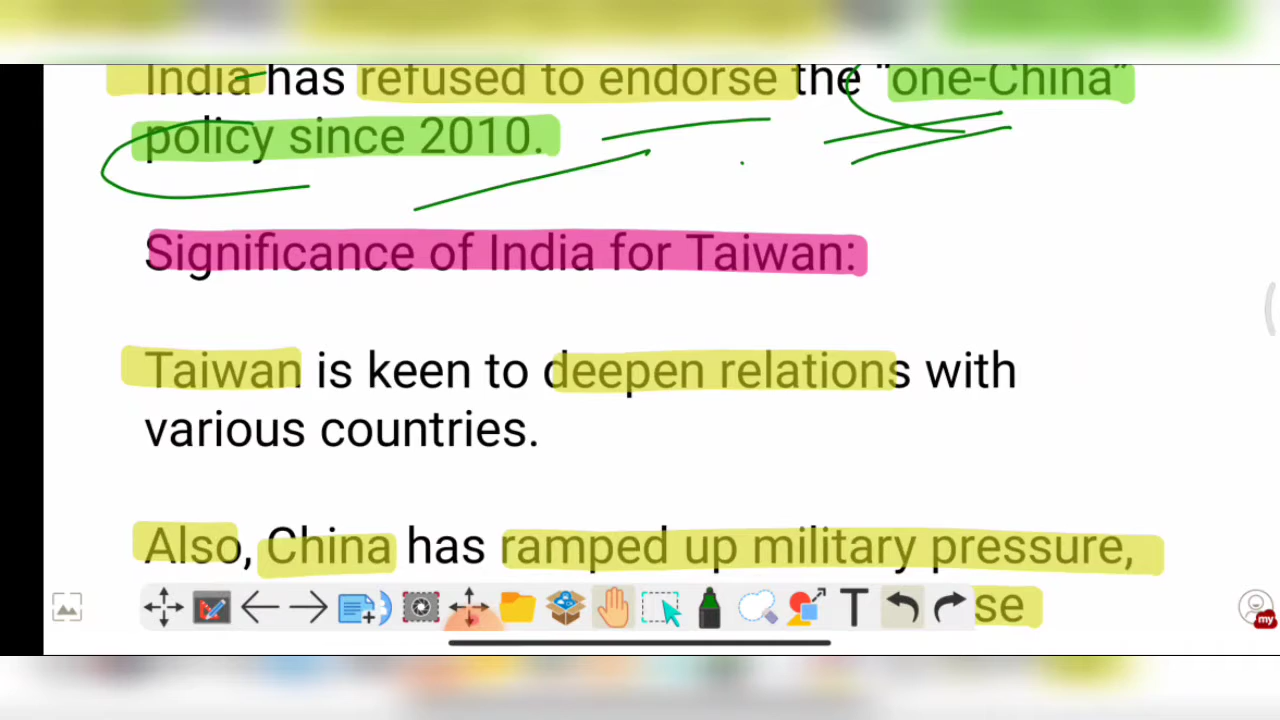 India has refused to endorse the "one-China"
policy since 2010.
Significance of India for Taiwan:
Taiwan is keen to deepen relations with
various countries.
Also, China has ramped up military pressure,
se
T
my